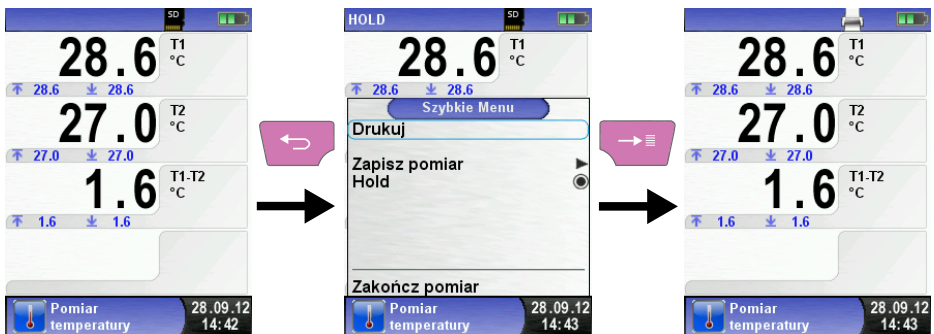 SD
28.6 T1 °C
28.6 28.6
27.0 T2 °C
27.0 27.0
1.6 T1-T2 °C
1.6 1.6
Pomiar temperatury
28.09.12
14:42
HOLD SD
28.6 T1 °C
28.6 28.6
Szybkie Menu
Drukuj
Zapisz pomiar
Hold
Zakończ pomiar
Pomiar temperatury
28.09.12
14:43
28.6 T1 °C
28.6 28.6
27.0 T2 °C
27.0 27.0
1.6 T1-T2 °C
1.6 1.6
Pomiar temperatury
28.09.12
14:43